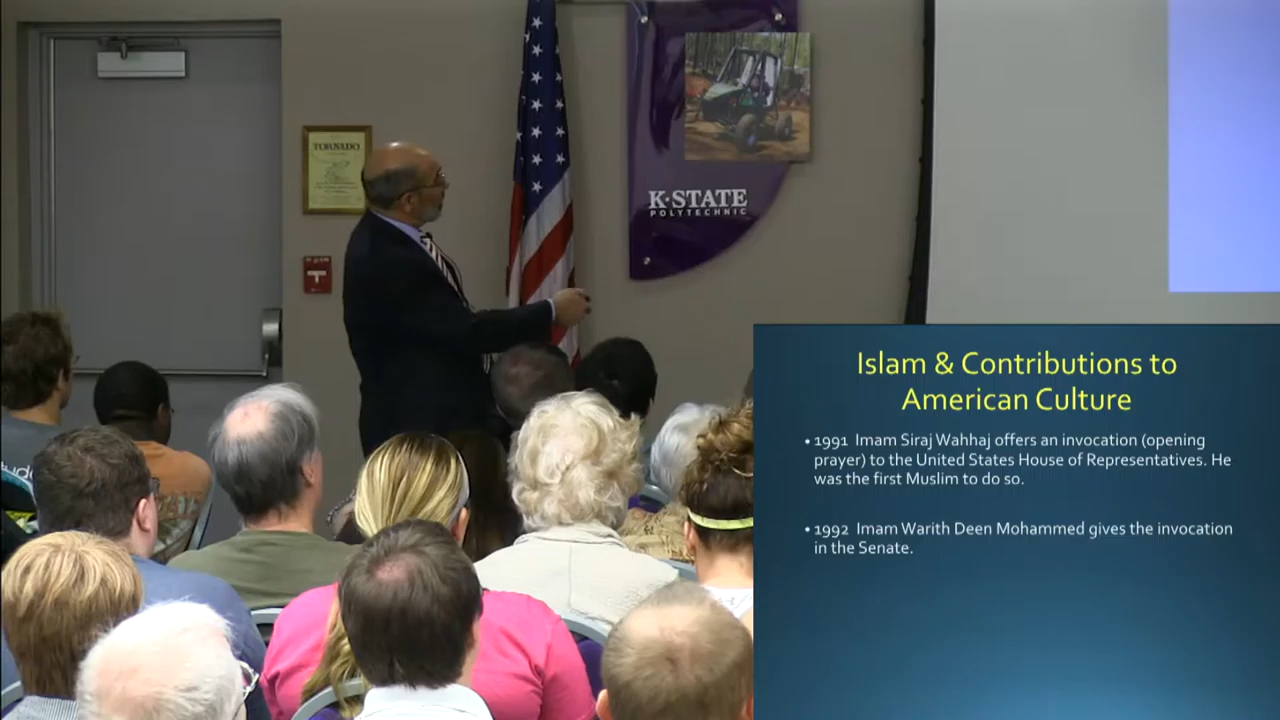 TORNADO
K·STATE
POLYTECHNIC
Islam & Contributions to
American Culture
• 1991 Imam Siraj Wahhaj offers an invocation (opening
prayer) to the United States House of Representatives. He
was the first Muslim to do so.
• 1992 Imam Warith Deen Mohammed gives the invocation
in the Senate.